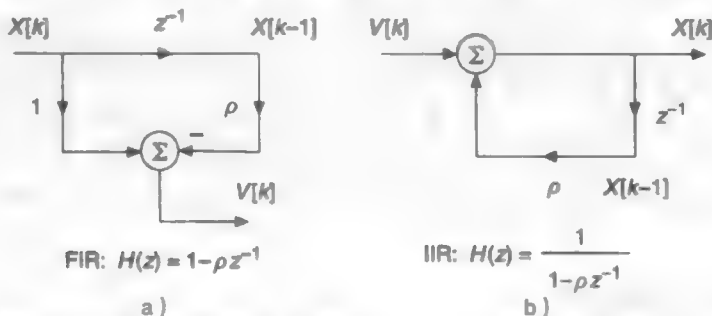 X[k] z⁻¹ X[k–1]
1 ρ
–
Σ
V[k]
FIR: H(z) = 1–ρz⁻¹
a )
V[k] Σ X[k]
z⁻¹
ρ X[k–1]
IIR: H(z) = 1
1–ρz⁻¹
b )